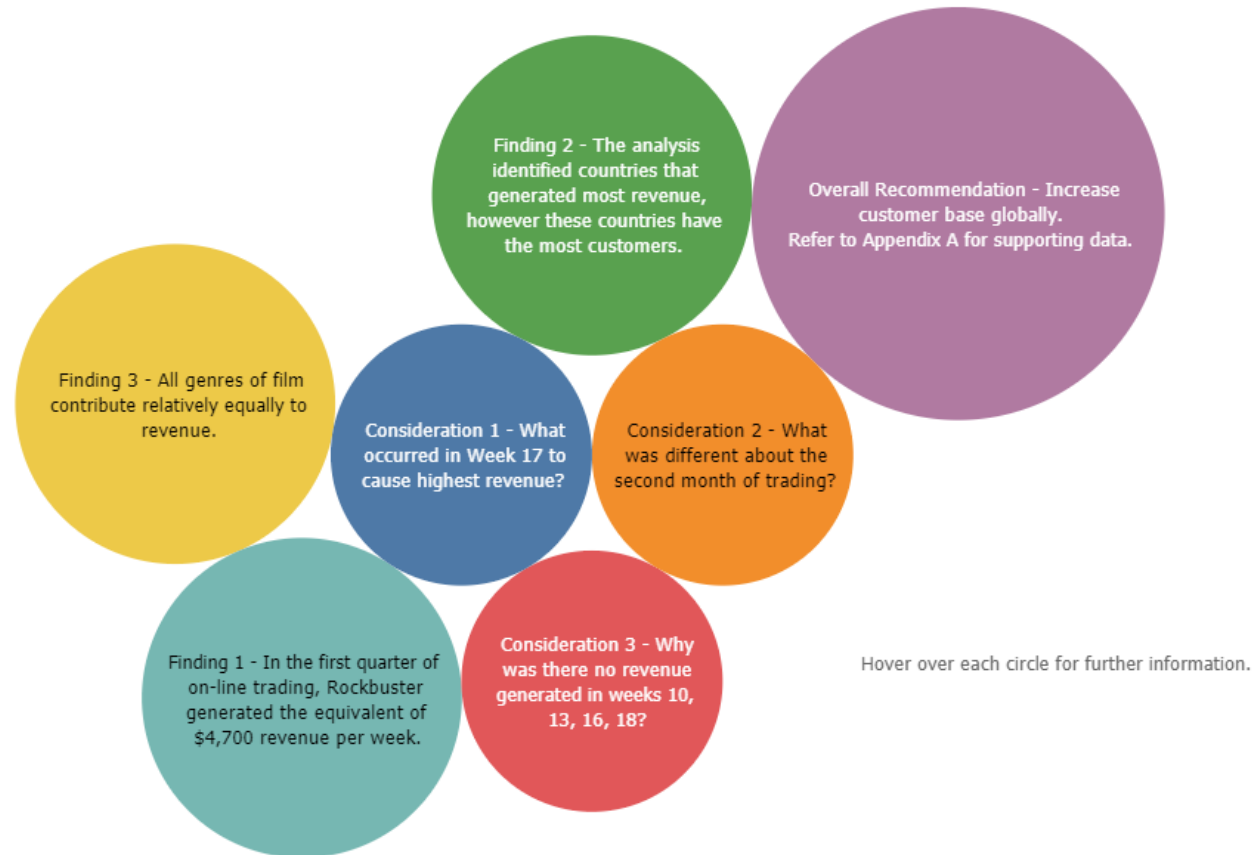 Finding 2 - The analysis
identified countries that
generated most revenue,
however these countries have
the most customers.
Overall Recommendation - Increase
customer base globally.
Refer to Appendix A for supporting data.
Finding 3 - All genres of film
contribute relatively equally to
revenue.
Consideration 1 - What
occurred in Week 17 to
cause highest revenue?
Consideration 2 - What
was different about the
second month of trading?
Finding 1 - In the first quarter of
on-line trading, Rockbuster
generated the equivalent of
$4,700 revenue per week.
Consideration 3 - Why
was there no revenue
generated in weeks 10,
13, 16, 18?
Hover over each circle for further information.